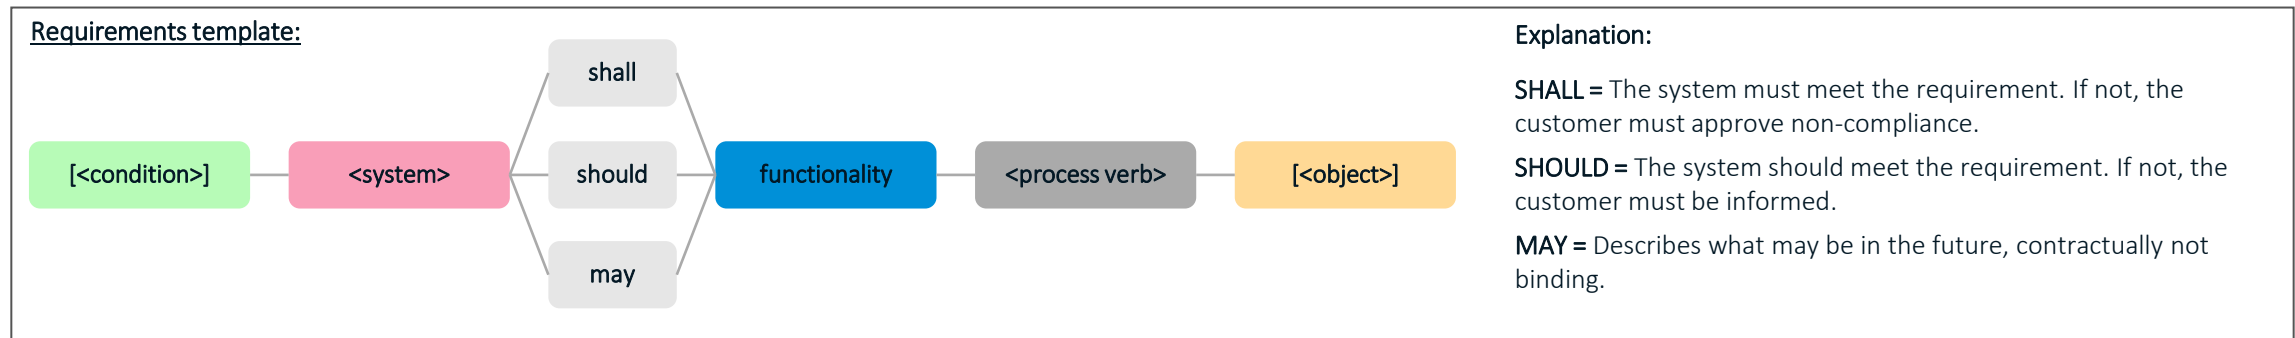 Requirements template:
shall
[<condition>]
<system>
should
functionality
<process verb>
[<object>]
may
Explanation:
SHALL = The system must meet the requirement. If not, the
customer must approve non-compliance.
SHOULD = The system should meet the requirement. If not, the
customer must be informed.
MAY = Describes what may be in the future, contractually not
binding.